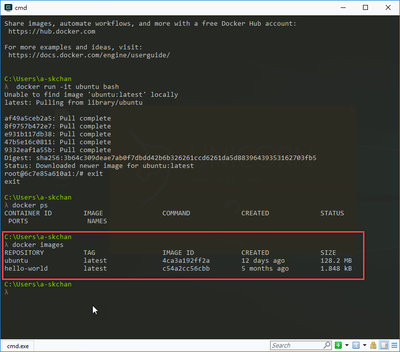 cmd
Share images, automate workflows, and more with a free Docker Hub account:
https://hub.docker.com
For more examples and ideas, visit:
https://docs.docker.com/engine/userguide/
C:\Users\a-skchan
λ docker run -it ubuntu bash
Unable to find image 'ubuntu:latest' locally
latest: Pulling from library/ubuntu
af49a5ceb2a5: Pull complete
8f9757b472e7: Pull complete
e931b117db38: Pull complete
47b5e16c0811: Pull complete
9332eaf1a55b: Pull complete
Digest: sha256:3b64c309deae7ab0f7dbdd42b6b326261ccd6261da5d88396439353162703fb5
Status: Downloaded newer image for ubuntu:latest
root@6c7e85a610a1:/# exit
exit
C:\Users\a-skchan
λ docker ps
CONTAINER ID IMAGE COMMAND CREATED STATUS
PORTS NAMES
C:\Users\a-skchan
λ docker images
REPOSITORY TAG IMAGE ID CREATED SIZE
ubuntu latest 4ca3a192ff2a 12 days ago 128.2 MB
hello-world latest c54a2cc56cbb 5 months ago 1.848 kB
C:\Users\a-skchan
λ
cmd.exe Search